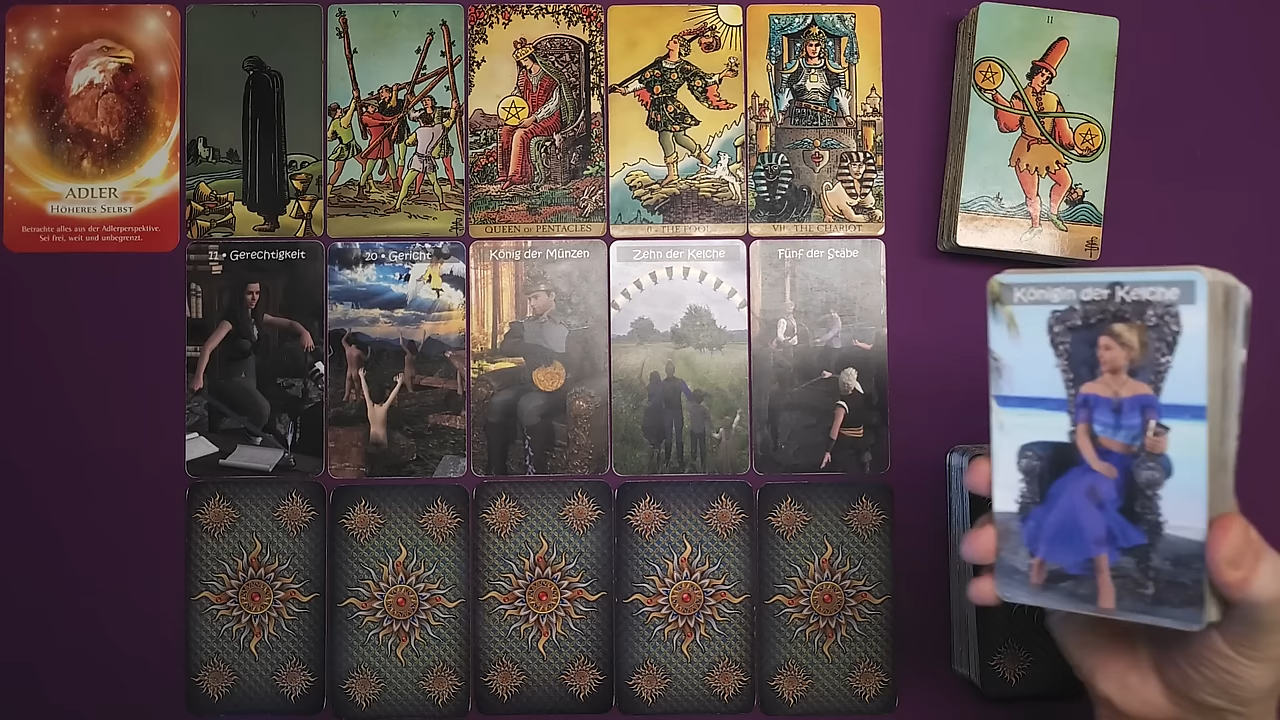 ADLER
HÖHERES SELBST
Betrachte alles aus der Adlerperspektive.
Sei frei, weit und unbegrenzt.
V
V
QUEEN OF PENTACLES
0 · THE FOOL
VII · THE CHARIOT
II
11 • Gerechtigkeit
20 • Gericht
König der Münzen
Zehn der Kelche
Fünf der Stäbe
Königin der Kelche